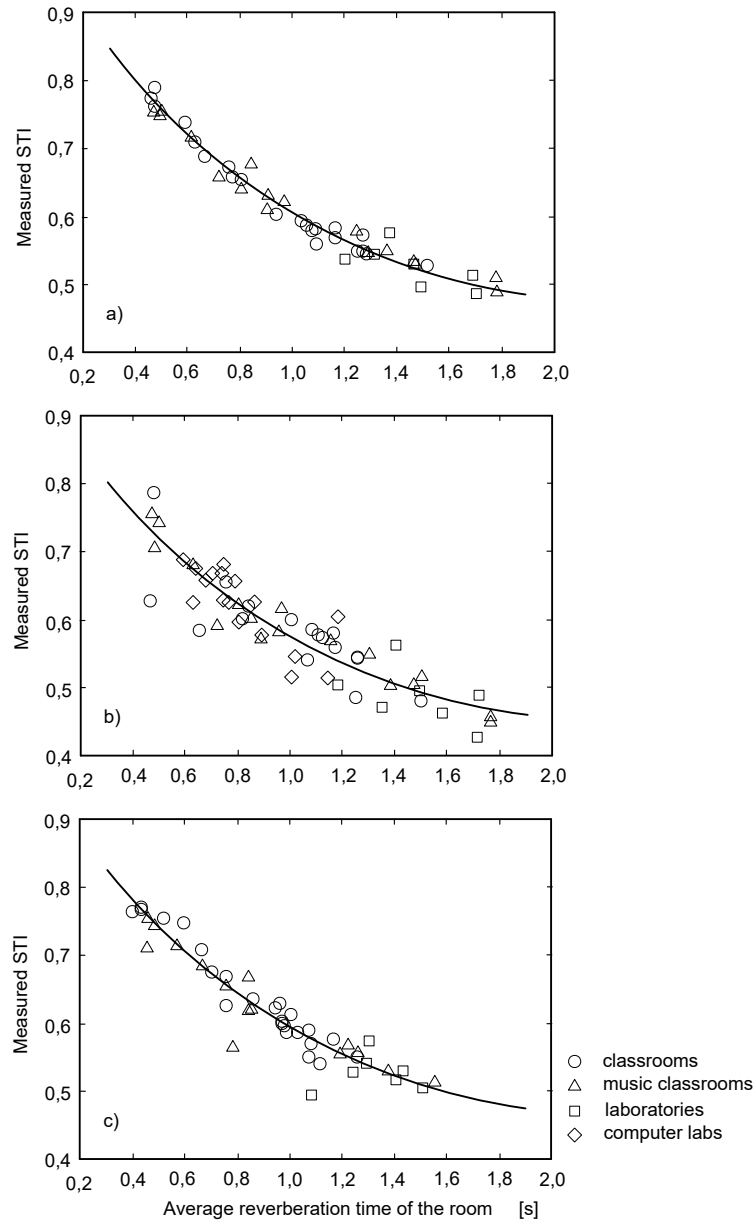 0,9
0,8
0,7
0,6
0,5
0,4
Measured STI
a)
0,2 0,4 0,6 0,8 1,0 1,2 1,4 1,6 1,8 2,0
0,9
0,8
0,7
0,6
0,5
0,4
Measured STI
b)
0,2 0,4 0,6 0,8 1,0 1,2 1,4 1,6 1,8 2,0
0,9
0,8
0,7
0,6
0,5
0,4
Measured STI
c)
0,2 0,4 0,6 0,8 1,0 1,2 1,4 1,6 1,8 2,0
Average reverberation time of the room [s]
classrooms
music classrooms
laboratories
computer labs